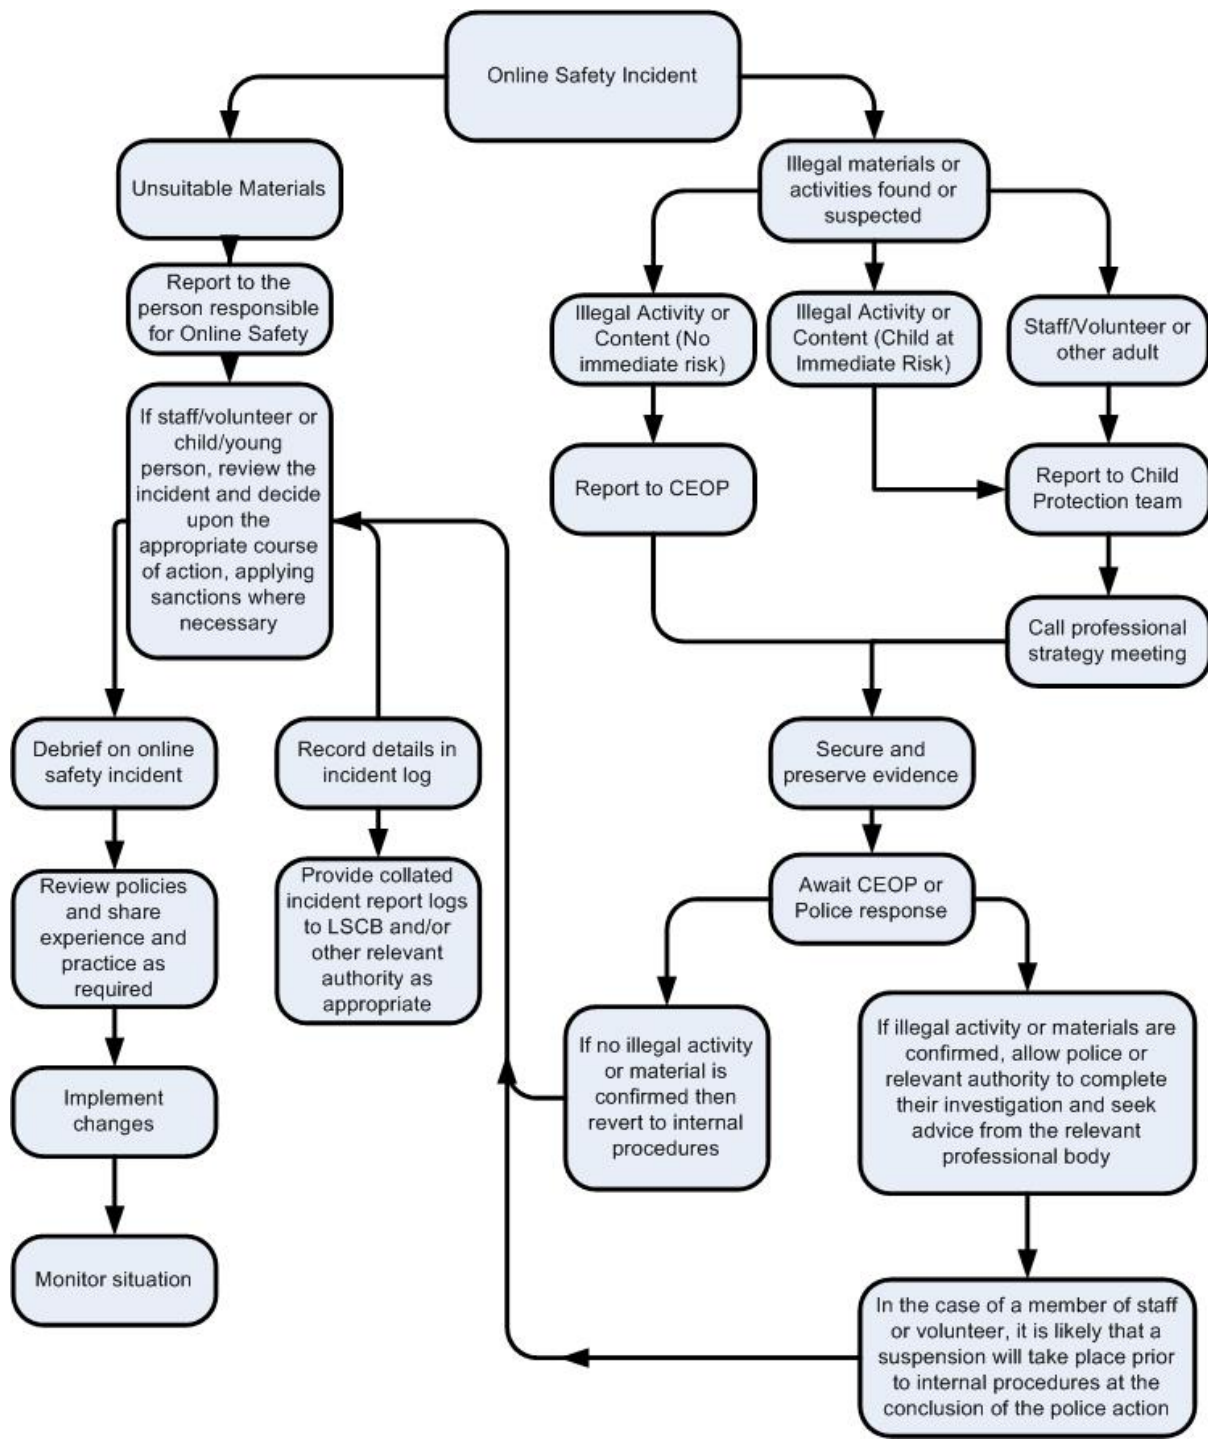 Online Safety Incident
Unsuitable Materials
Illegal materials or
activities found or
suspected
Report to the
person responsible
for Online Safety
Illegal Activity or
Content (No
immediate risk)
Illegal Activity or
Content (Child at
Immediate Risk)
Staff/Volunteer or
other adult
If staff/volunteer or
child/young
person, review the
incident and decide
upon the
appropriate course
of action, applying
sanctions where
necessary
Report to CEOP
Report to Child
Protection team
Call professional
strategy meeting
Debrief on online
safety incident
Record details in
incident log
Secure and
preserve evidence
Review policies
and share
experience and
practice as
required
Provide collated
incident report logs
to LSCB and/or
other relevant
authority as
appropriate
Await CEOP or
Police response
If no illegal activity
or material is
confirmed then
revert to internal
procedures
If illegal activity or materials are
confirmed, allow police or
relevant authority to complete
their investigation and seek
advice from the relevant
professional body
Implement
changes
Monitor situation
In the case of a member of staff
or volunteer, it is likely that a
suspension will take place prior
to internal procedures at the
conclusion of the police action